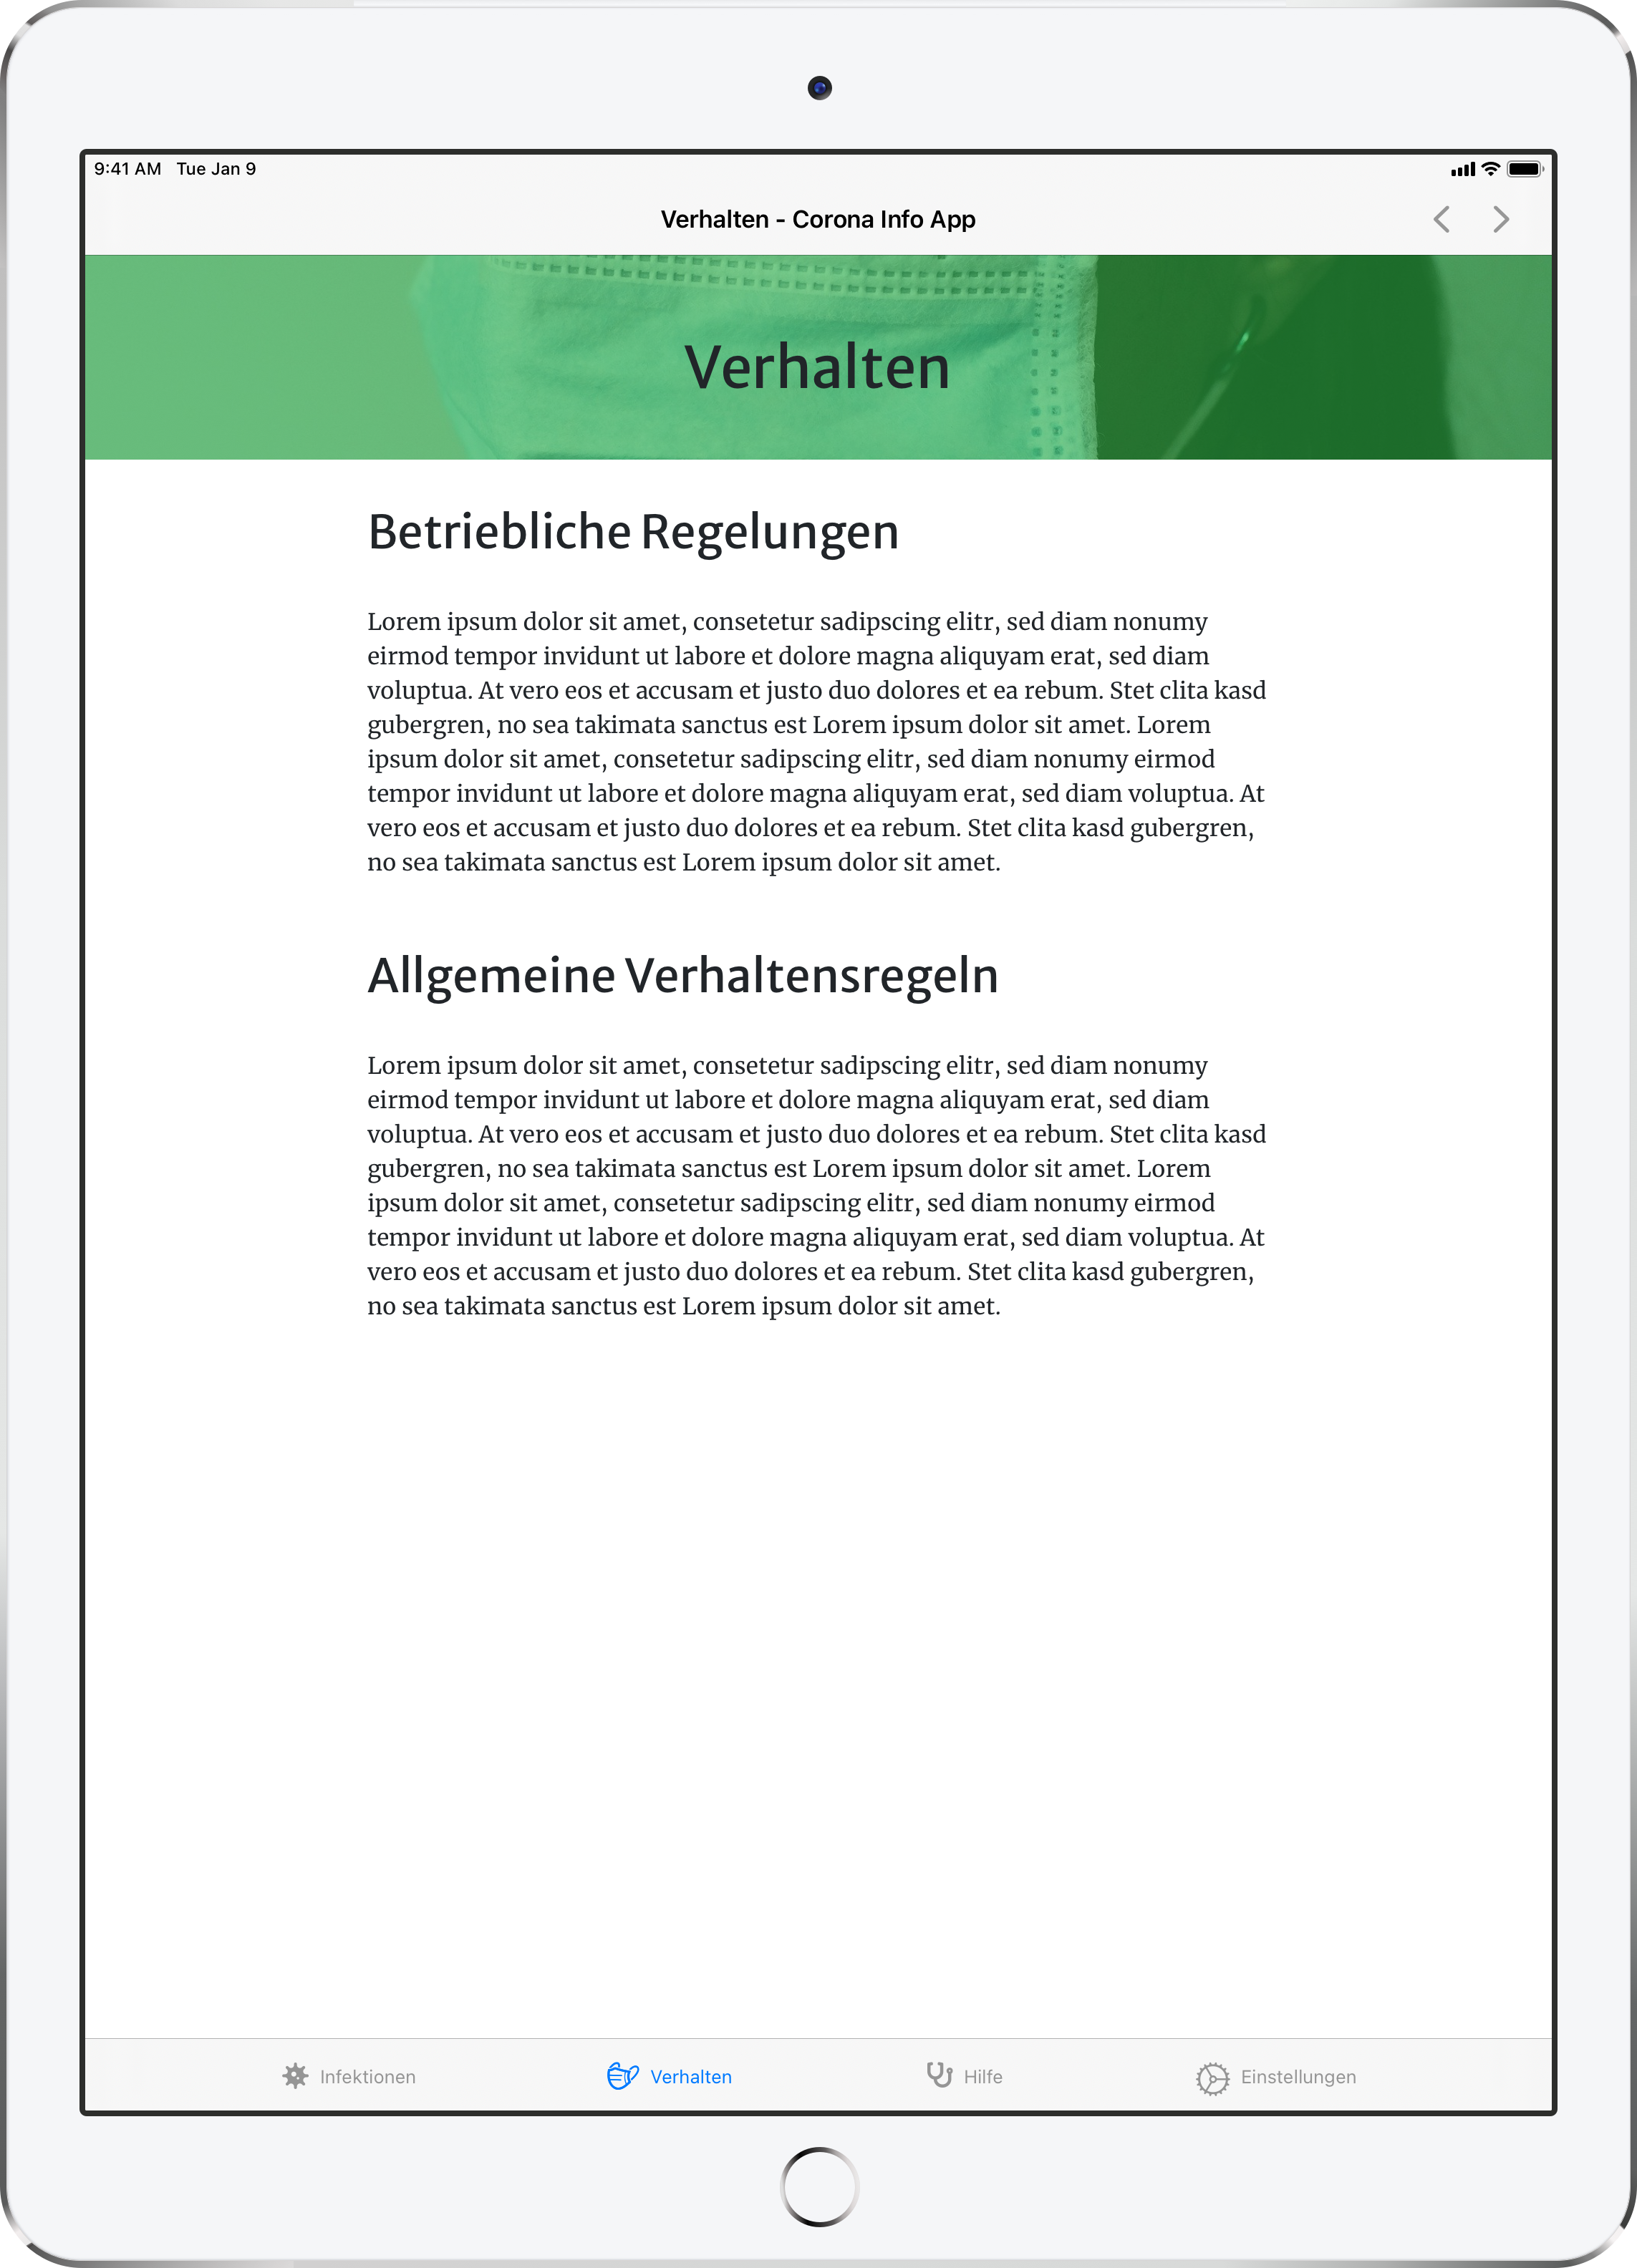 9:41 AM Tue Jan 9
Verhalten - Corona Info App
Verhalten
Betriebliche Regelungen
Lorem ipsum dolor sit amet, consetetur sadipscing elitr, sed diam nonumy
eirmod tempor invidunt ut labore et dolore magna aliquyam erat, sed diam
voluptua. At vero eos et accusam et justo duo dolores et ea rebum. Stet clita kasd
gubergren, no sea takimata sanctus est Lorem ipsum dolor sit amet. Lorem
ipsum dolor sit amet, consetetur sadipscing elitr, sed diam nonumy eirmod
tempor invidunt ut labore et dolore magna aliquyam erat, sed diam voluptua. At
vero eos et accusam et justo duo dolores et ea rebum. Stet clita kasd gubergren,
no sea takimata sanctus est Lorem ipsum dolor sit amet.
Allgemeine Verhaltensregeln
Lorem ipsum dolor sit amet, consetetur sadipscing elitr, sed diam nonumy
eirmod tempor invidunt ut labore et dolore magna aliquyam erat, sed diam
voluptua. At vero eos et accusam et justo duo dolores et ea rebum. Stet clita kasd
gubergren, no sea takimata sanctus est Lorem ipsum dolor sit amet. Lorem
ipsum dolor sit amet, consetetur sadipscing elitr, sed diam nonumy eirmod
tempor invidunt ut labore et dolore magna aliquyam erat, sed diam voluptua. At
vero eos et accusam et justo duo dolores et ea rebum. Stet clita kasd gubergren,
no sea takimata sanctus est Lorem ipsum dolor sit amet.
Infektionen Verhalten Hilfe Einstellungen